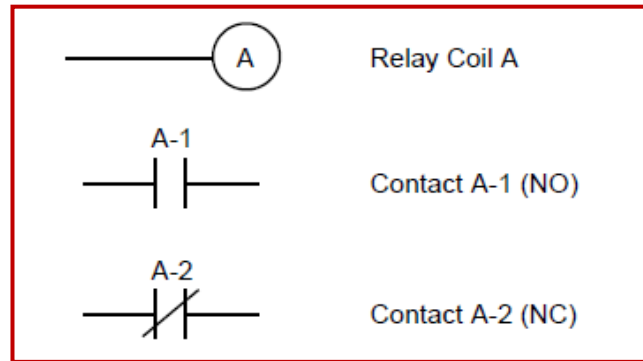 A Relay Coil A
A-1
Contact A-1 (NO)
A-2
Contact A-2 (NC)